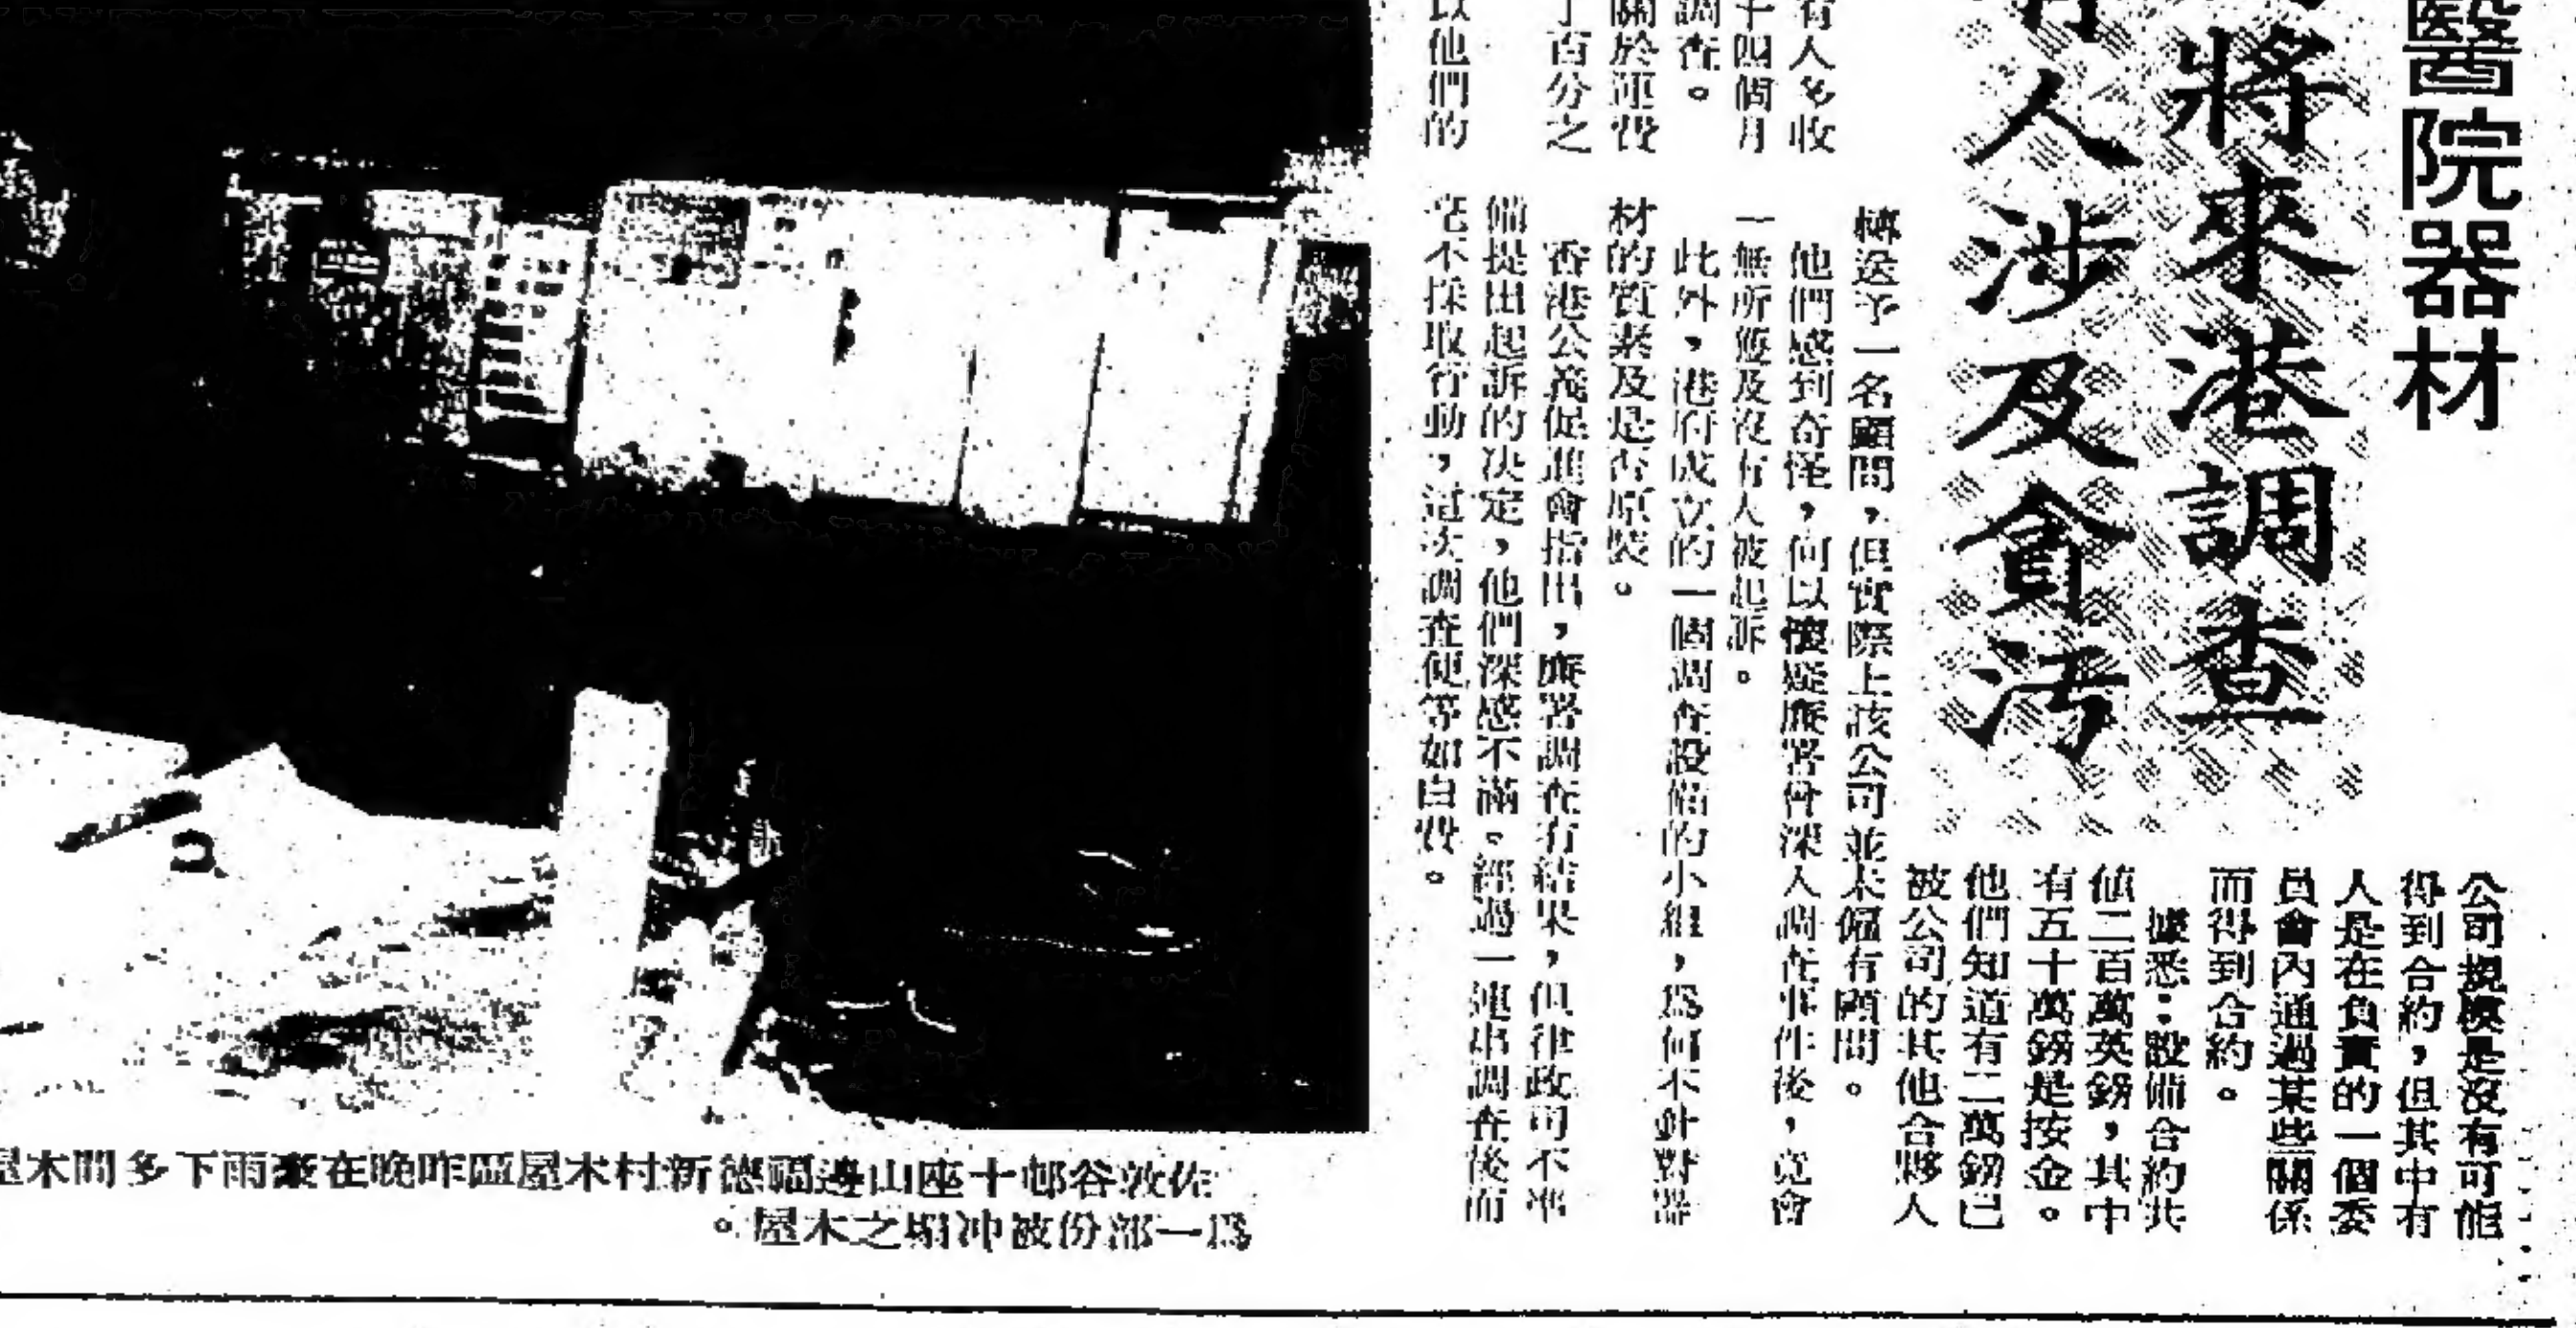 醫院器材
將來港調查
人涉及貪污
公司規模是沒有可能
得到合約，但其中有
人是在負責的一個委
員會內通過某些關係
而得到合約。
據悉：設備合約共
值二百萬英鎊，其中
有五十萬鎊是按金。
他們知道有二萬鎊已
被公司的其他合夥人
有人多收
十四個月
調查。
關於運費
了百分之
以他們的
轉送予一名顧問，但實際上該公司並未僱有顧問。
他們感到奇怪，何以懷疑廉署曾深入調查事件後，竟會
一無所獲及沒有人被起訴。
此外，港府成立的一個調查設備的小組，為何不針對器
材的質素及是否原裝。
香港公義促進會指出，廉署調查有結果，但律政司不準
備提出起訴的決定，他們深感不滿。經過一連串調查後而
毫不採取行動，這次調查便等如白費。
佐敦谷邨十座山邊福德新村木屋區昨晚在豪雨下多間木屋
為一部份被冲塌之木屋。